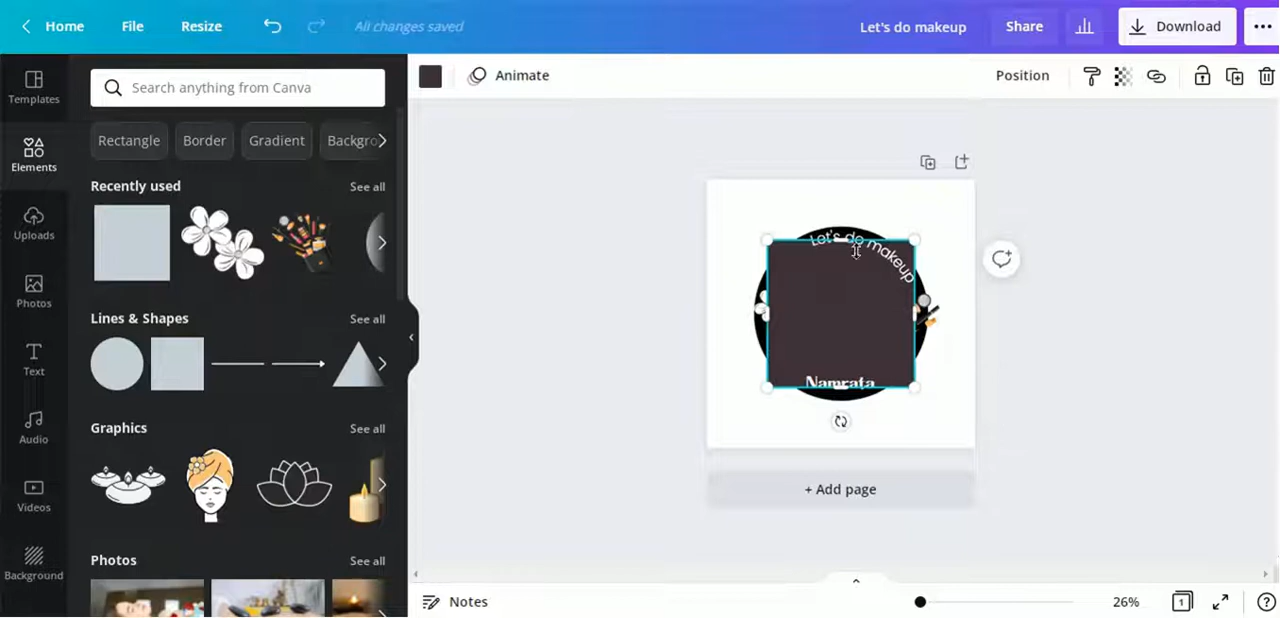 Home File Resize All changes saved Let's do makeup Share Download
Templates
Elements
Uploads
Photos
Text
Audio
Videos
Background
Search anything from Canva
Rectangle Border Gradient Backgro
Recently used See all
Lines & Shapes See all
Graphics See all
Photos See all
Animate Position
Let's do makeup
Namrata
+ Add page
Notes 26% 1